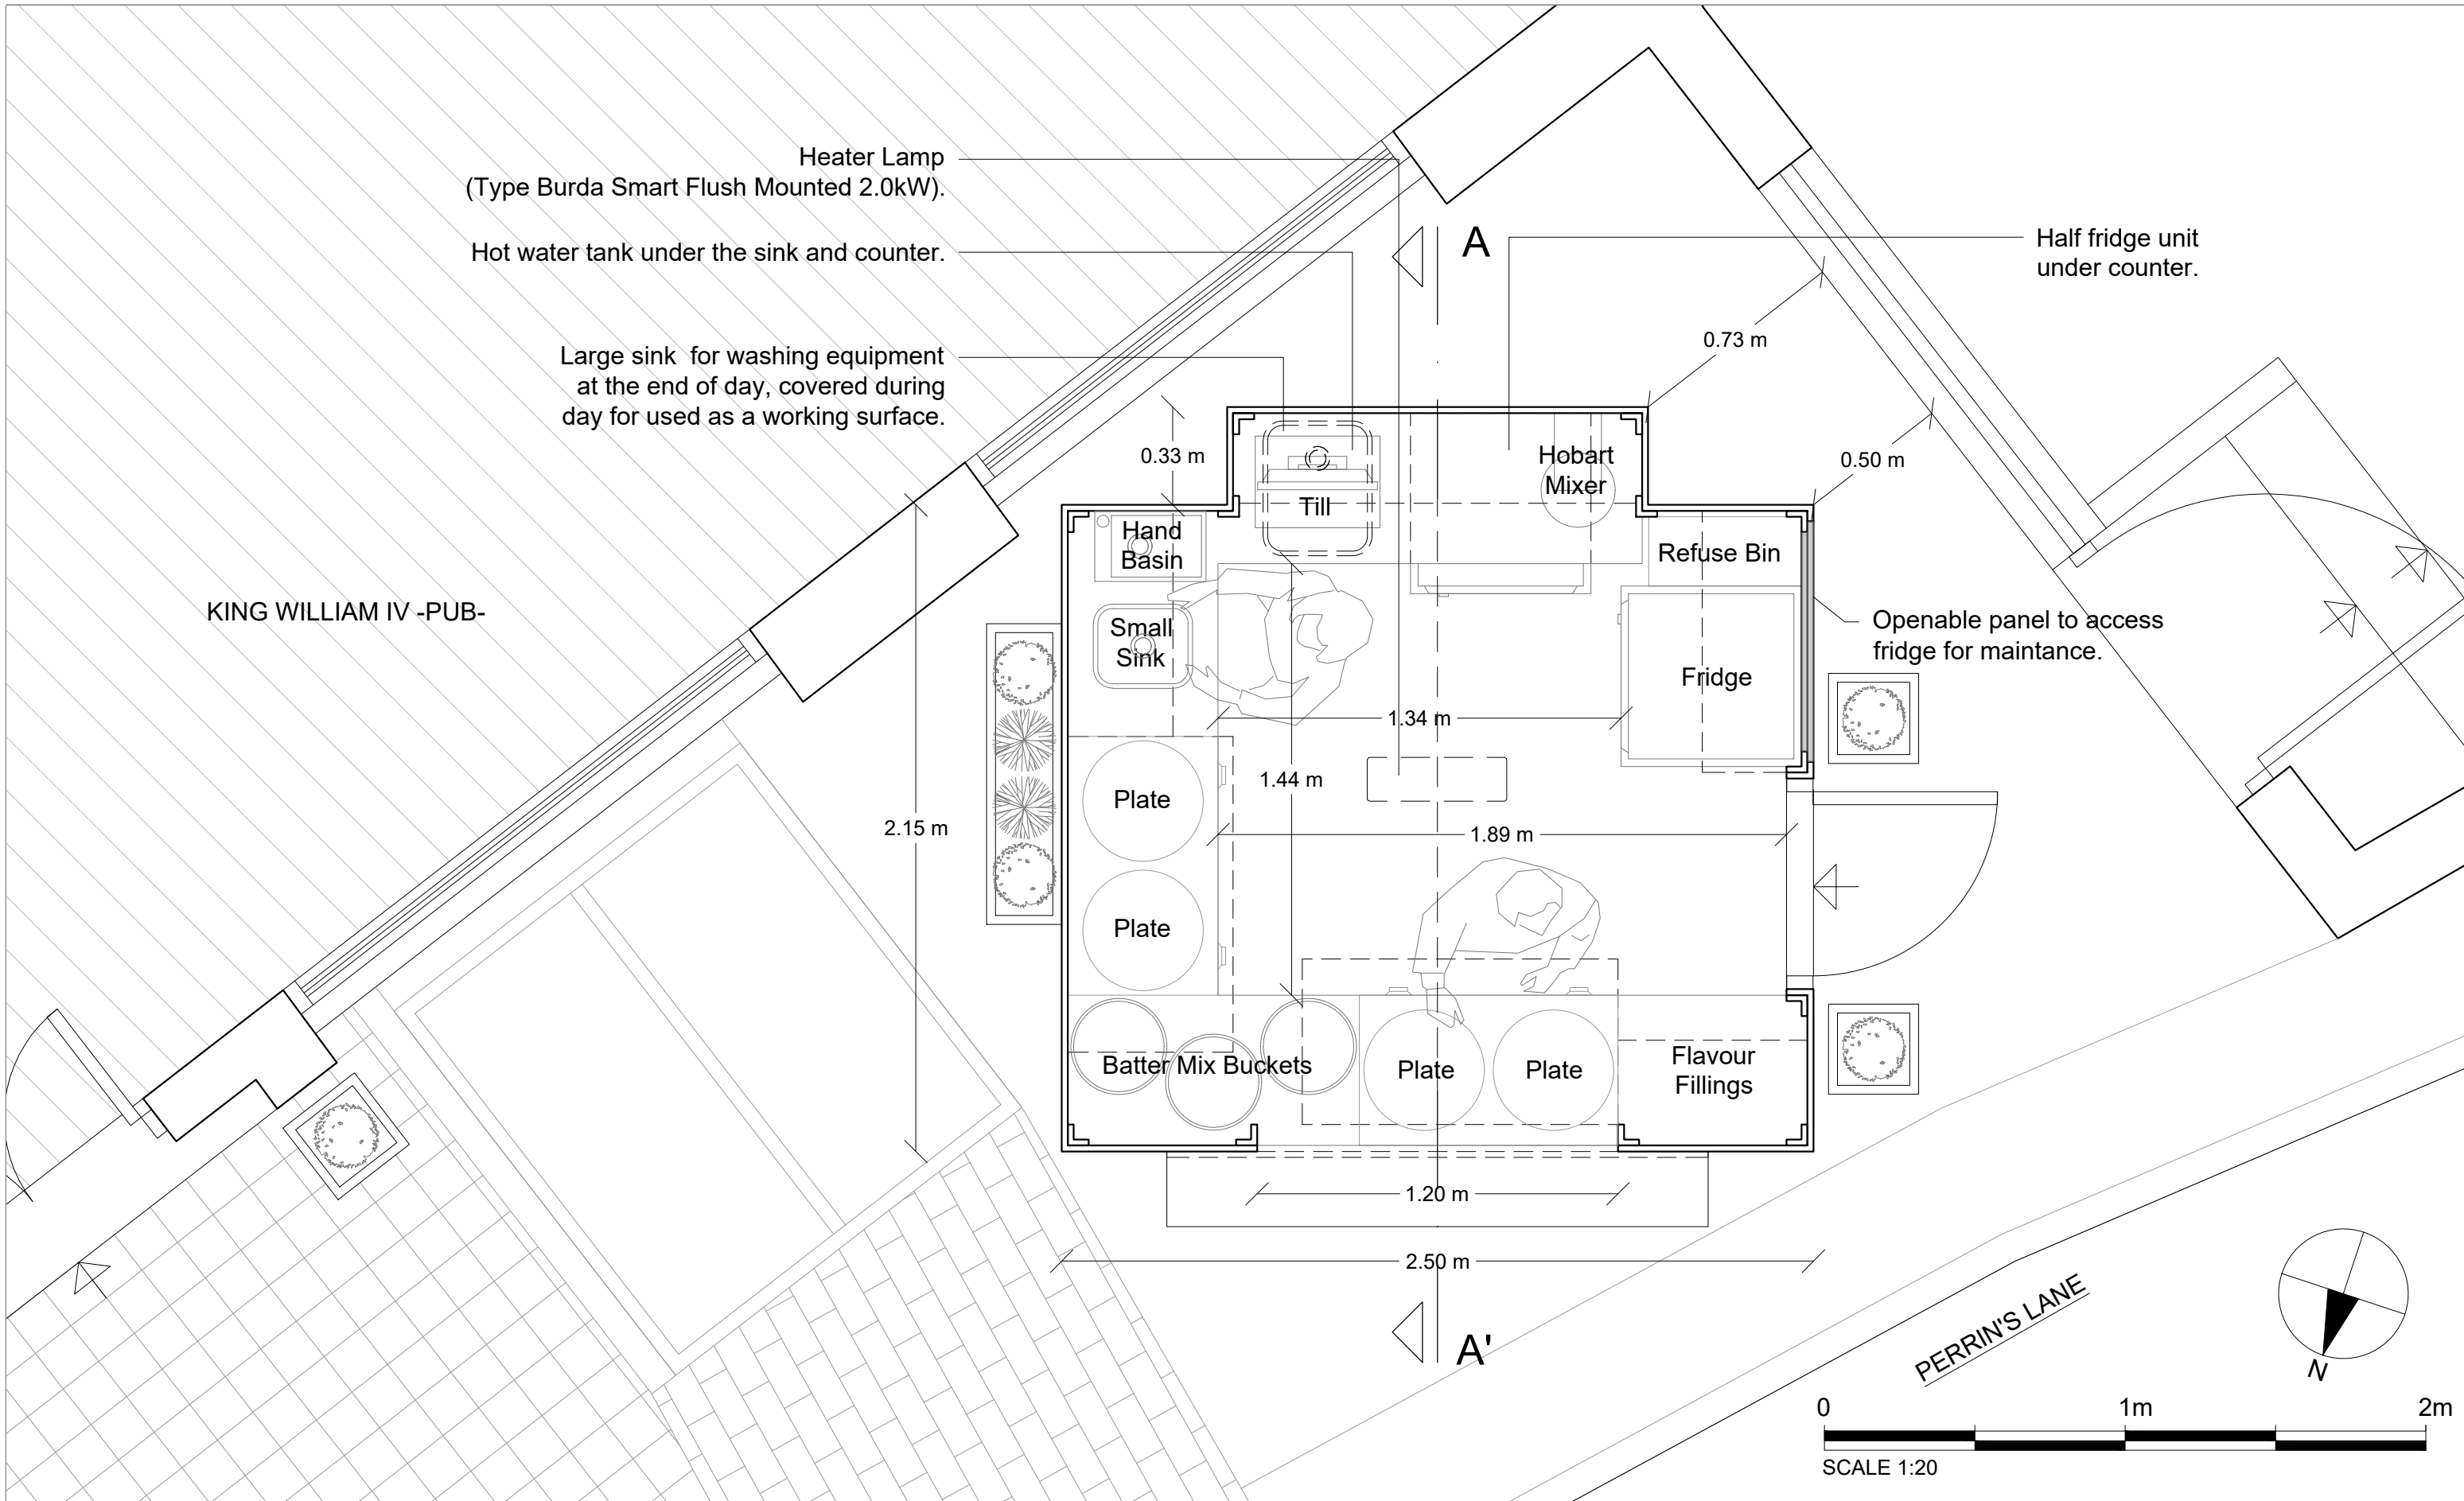 Heater Lamp
(Type Burda Smart Flush Mounted 2.0kW).
Hot water tank under the sink and counter.
Large sink  for washing equipment
at the end of day, covered during
day for used as a working surface.
A
Half fridge unit
under counter.
0.73 m
0.33 m
0.50 m
Hobart
Mixer
Till
Hand
Basin
Refuse Bin
KING WILLIAM IV -PUB-
Small
Sink
Openable panel to access
fridge for maintance.
Fridge
1.34 m
1.44 m
Plate
2.15 m
1.89 m
Plate
Batter Mix Buckets
Plate
Plate
Flavour
Fillings
1.20 m
2.50 m
A'
PERRIN'S LANE
N
0
1m
2m
SCALE 1:20